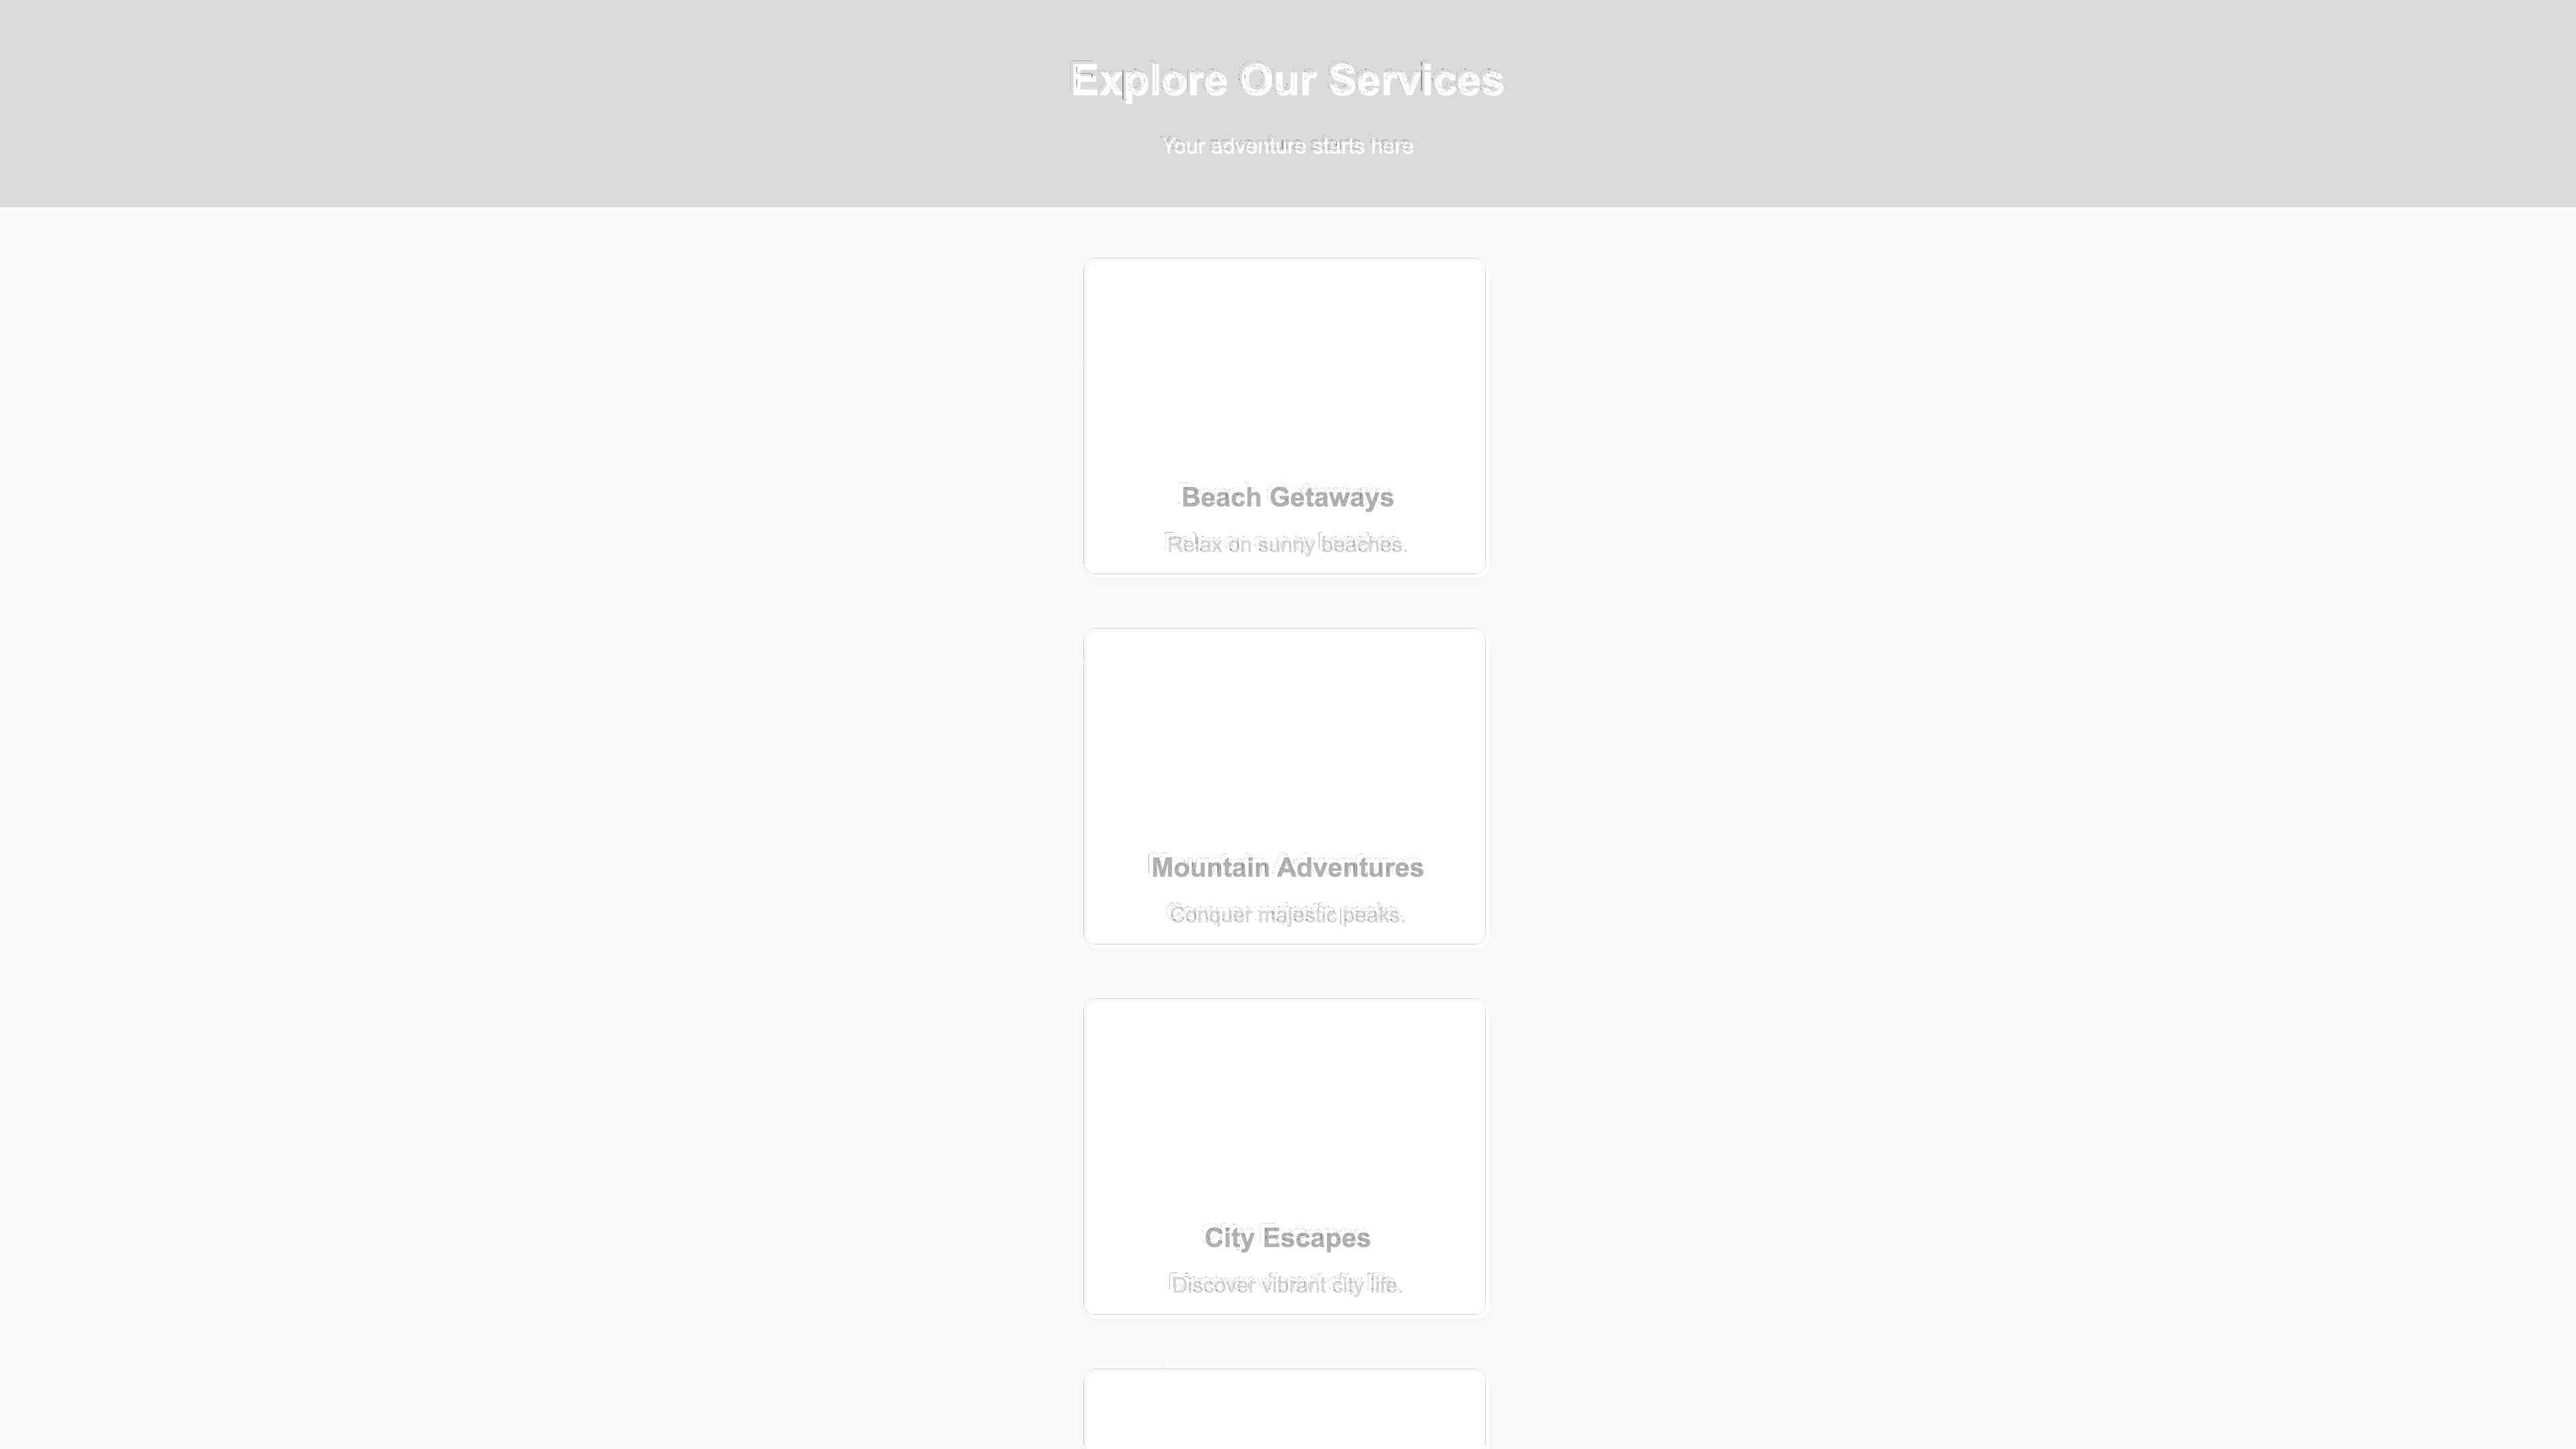 Explore Our Services
Your adventure starts here
Beach Getaways
Relax on sunny beaches.
Mountain Adventures
Conquer majestic peaks.
City Escapes
Discover vibrant city life.